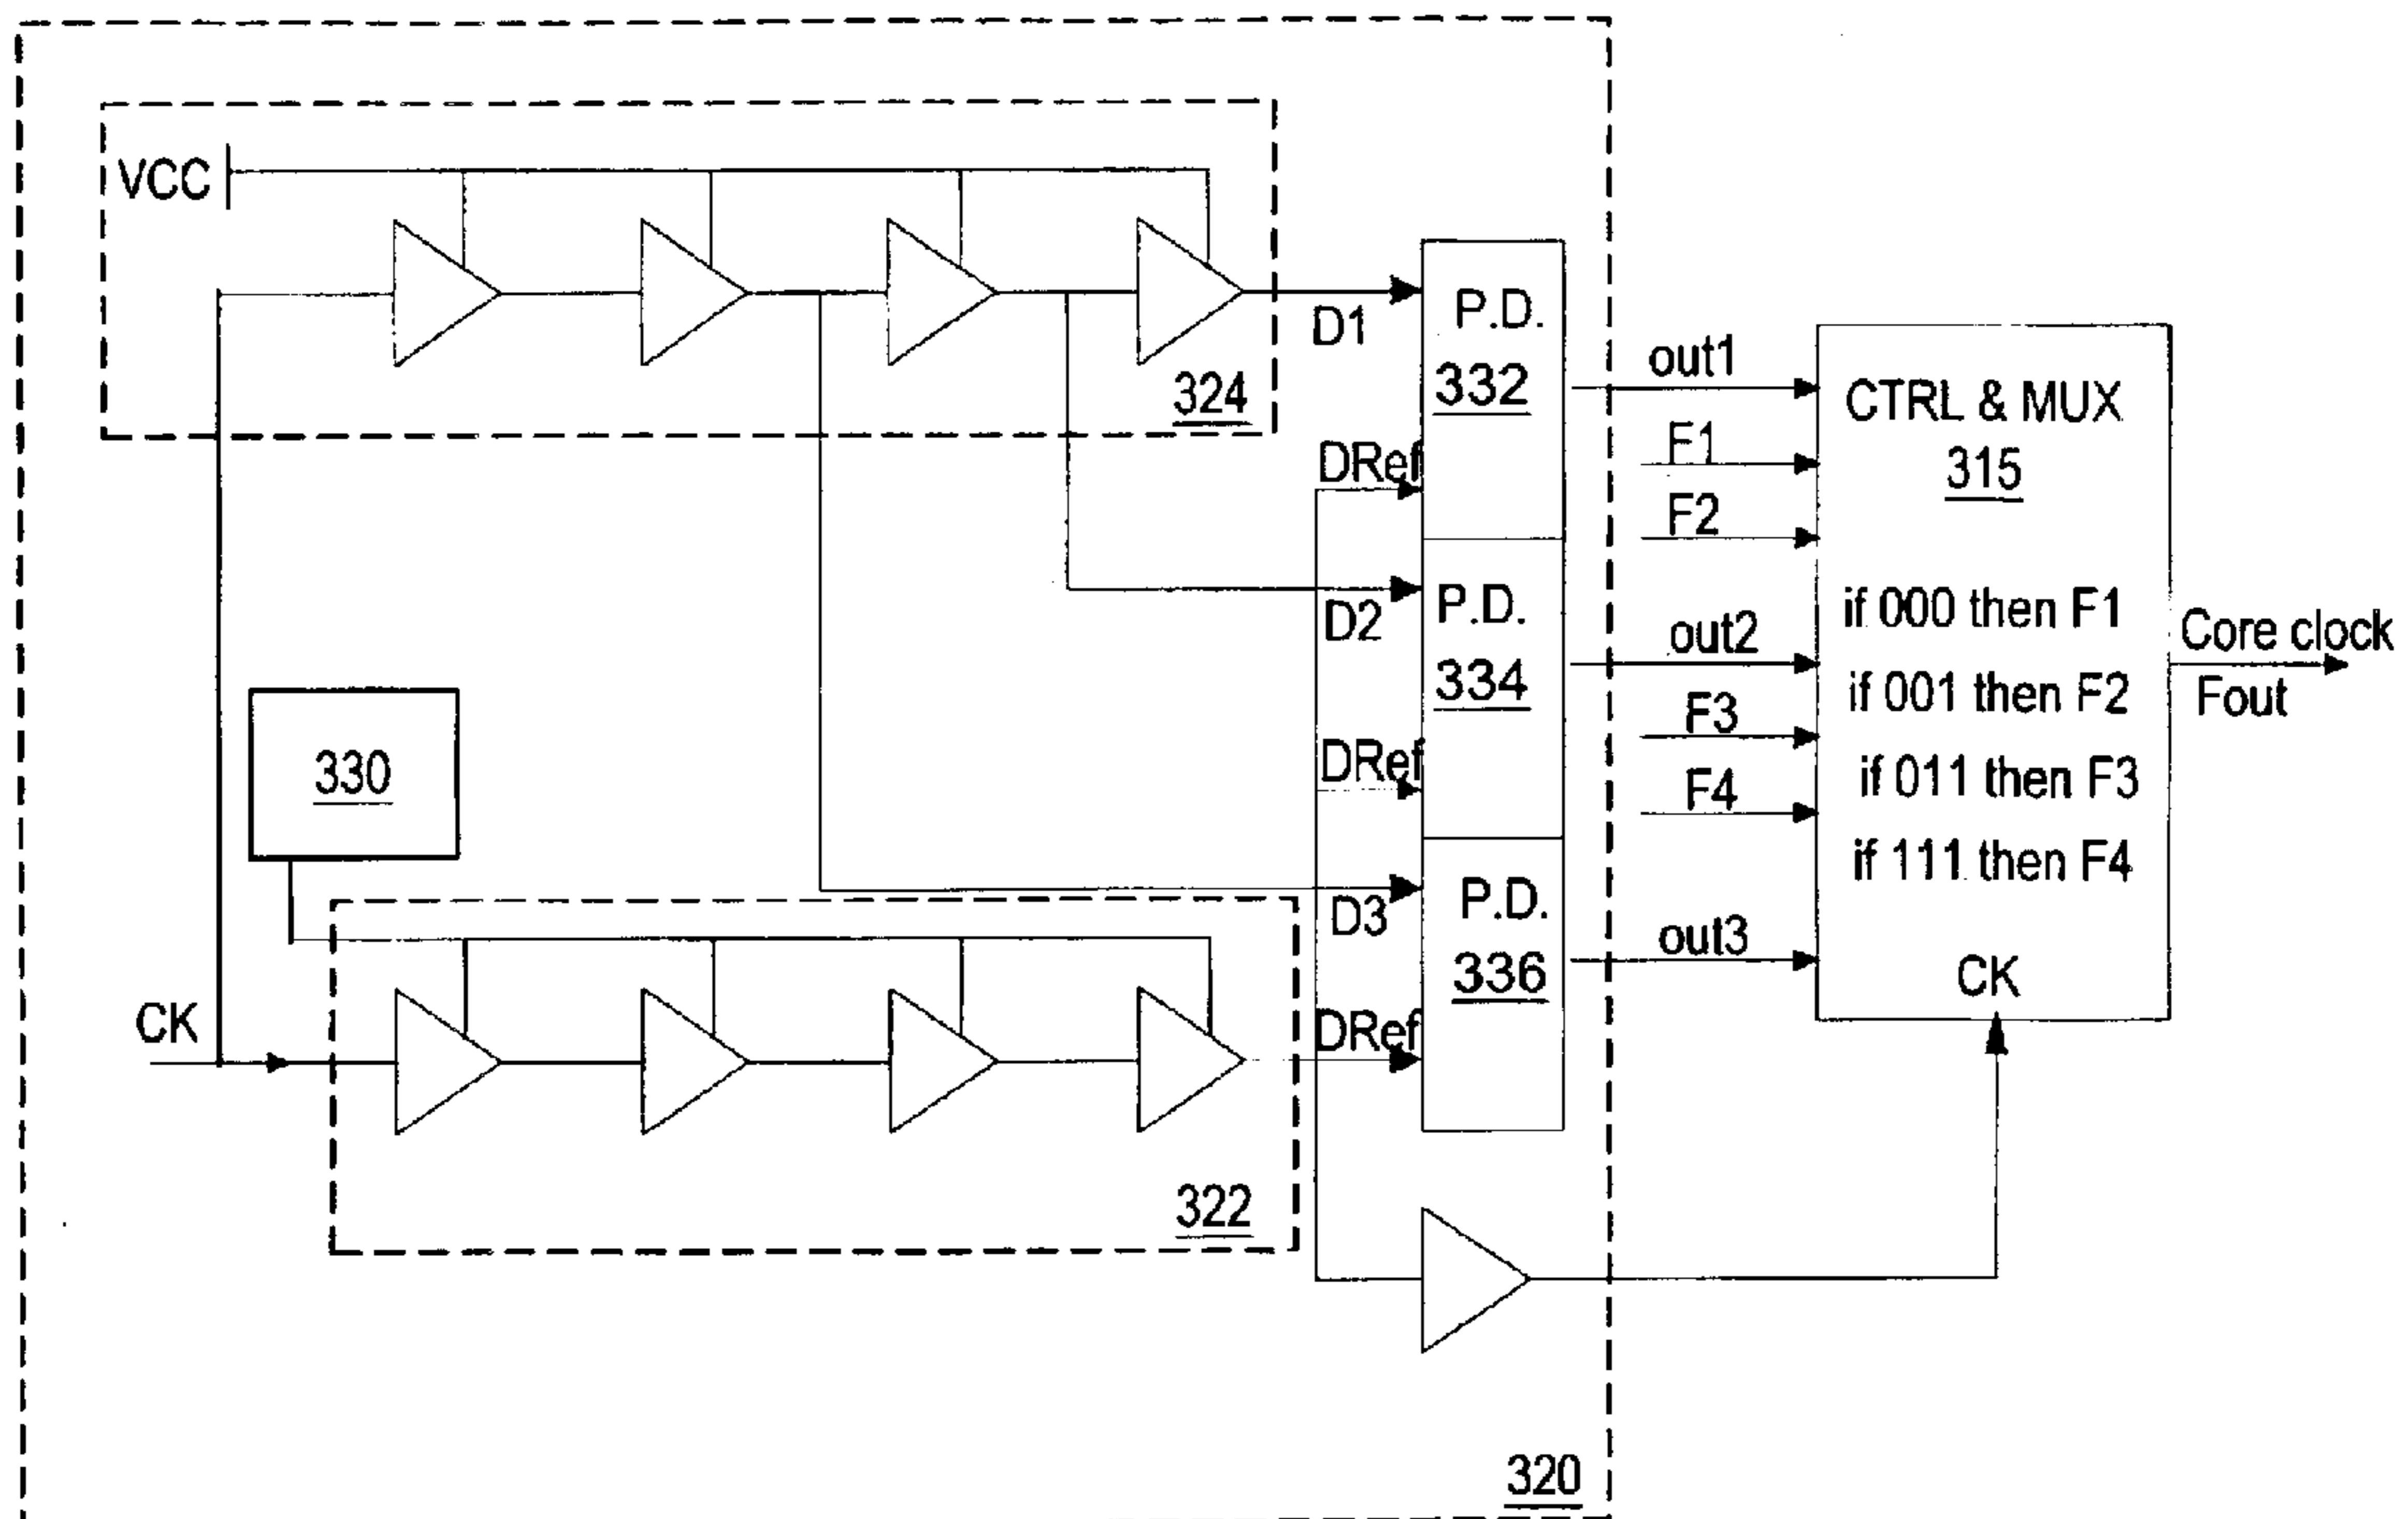 VCC
324
D1
P.D.
332
DRef
D2
P.D.
334
DRef
D3
P.D.
336
DRef
330
CK
322
320
out1
F1
F2
out2
F3
F4
out3
CTRL & MUX
315
if 000 then F1
if 001 then F2
if 011 then F3
if 111 then F4
CK
Core clock
Fout